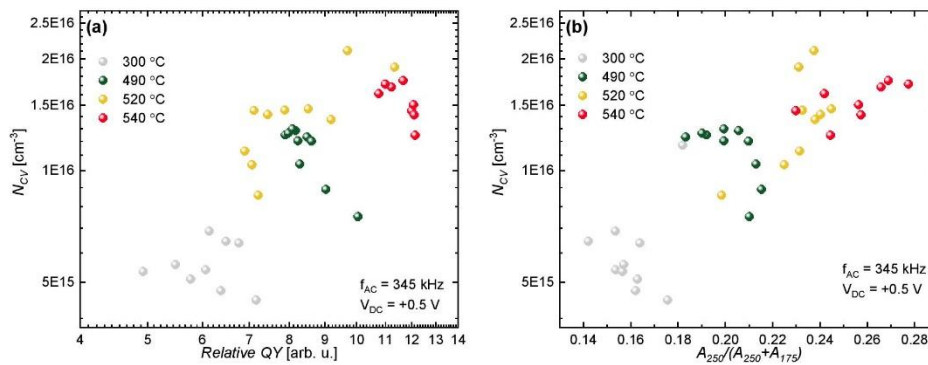 (a)
300 °C
490 °C
520 °C
540 °C
2.5E16
2E16
1.5E16
1E16
5E15
N_CV [cm⁻³]
f_AC = 345 kHz
V_DC = +0.5 V
4 5 6 7 8 9 10 11 12 13 14
Relative QY [arb. u.]
(b)
300 °C
490 °C
520 °C
540 °C
2.5E16
2E16
1.5E16
1E16
5E15
N_CV [cm⁻³]
f_AC = 345 kHz
V_DC = +0.5 V
0.14 0.16 0.18 0.20 0.22 0.24 0.26 0.28
A_250/(A_250+A_175)